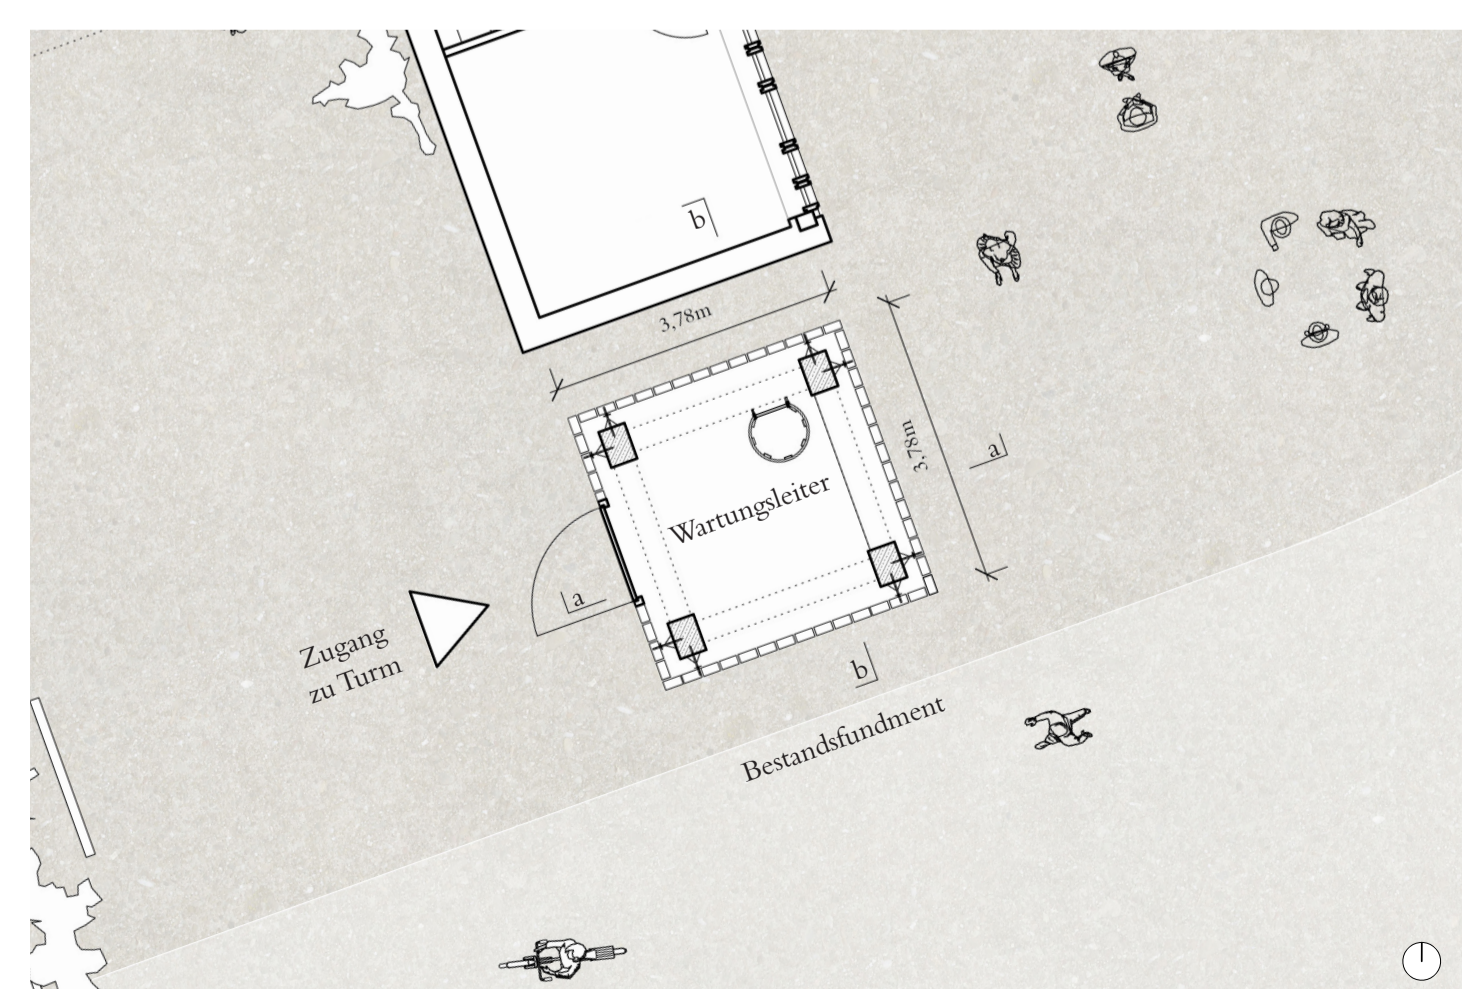 b
3,78m
3,78m
a
Wartungsleiter
a
Zugang
zu Turm
b
Bestandsfundment